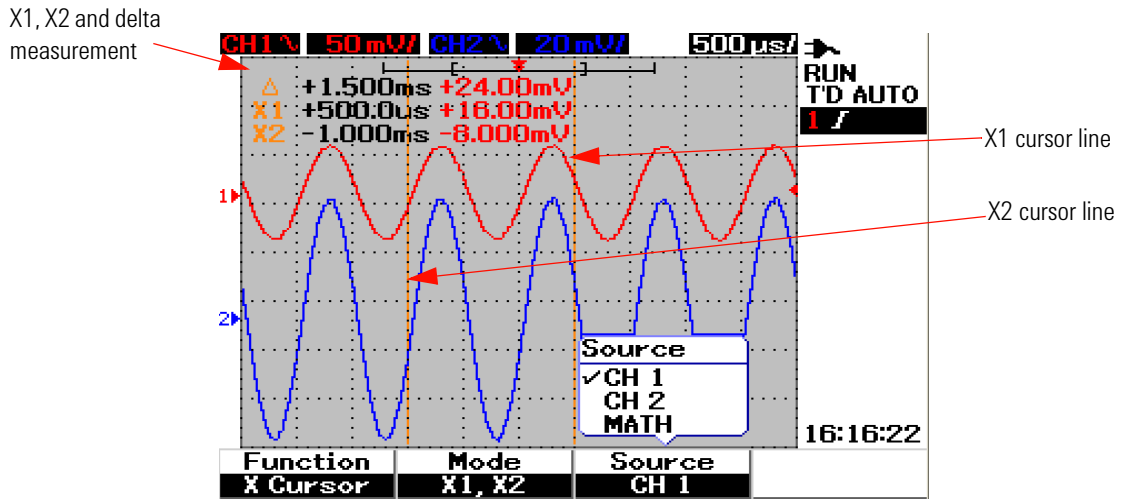 X1, X2 and delta
measurement
CH1 ∿ 50 mV/ CH2 ∿ 20 mV/ 500 µs/
RUN
T'D AUTO
1
Δ +1.500ms +24.00mV
X1 +500.0us +16.00mV
X2 -1.000ms -8.000mV
X1 cursor line
X2 cursor line
1
2
Source
✓CH 1
CH 2
MATH
16:16:22
Function Mode Source
X Cursor X1, X2 CH 1